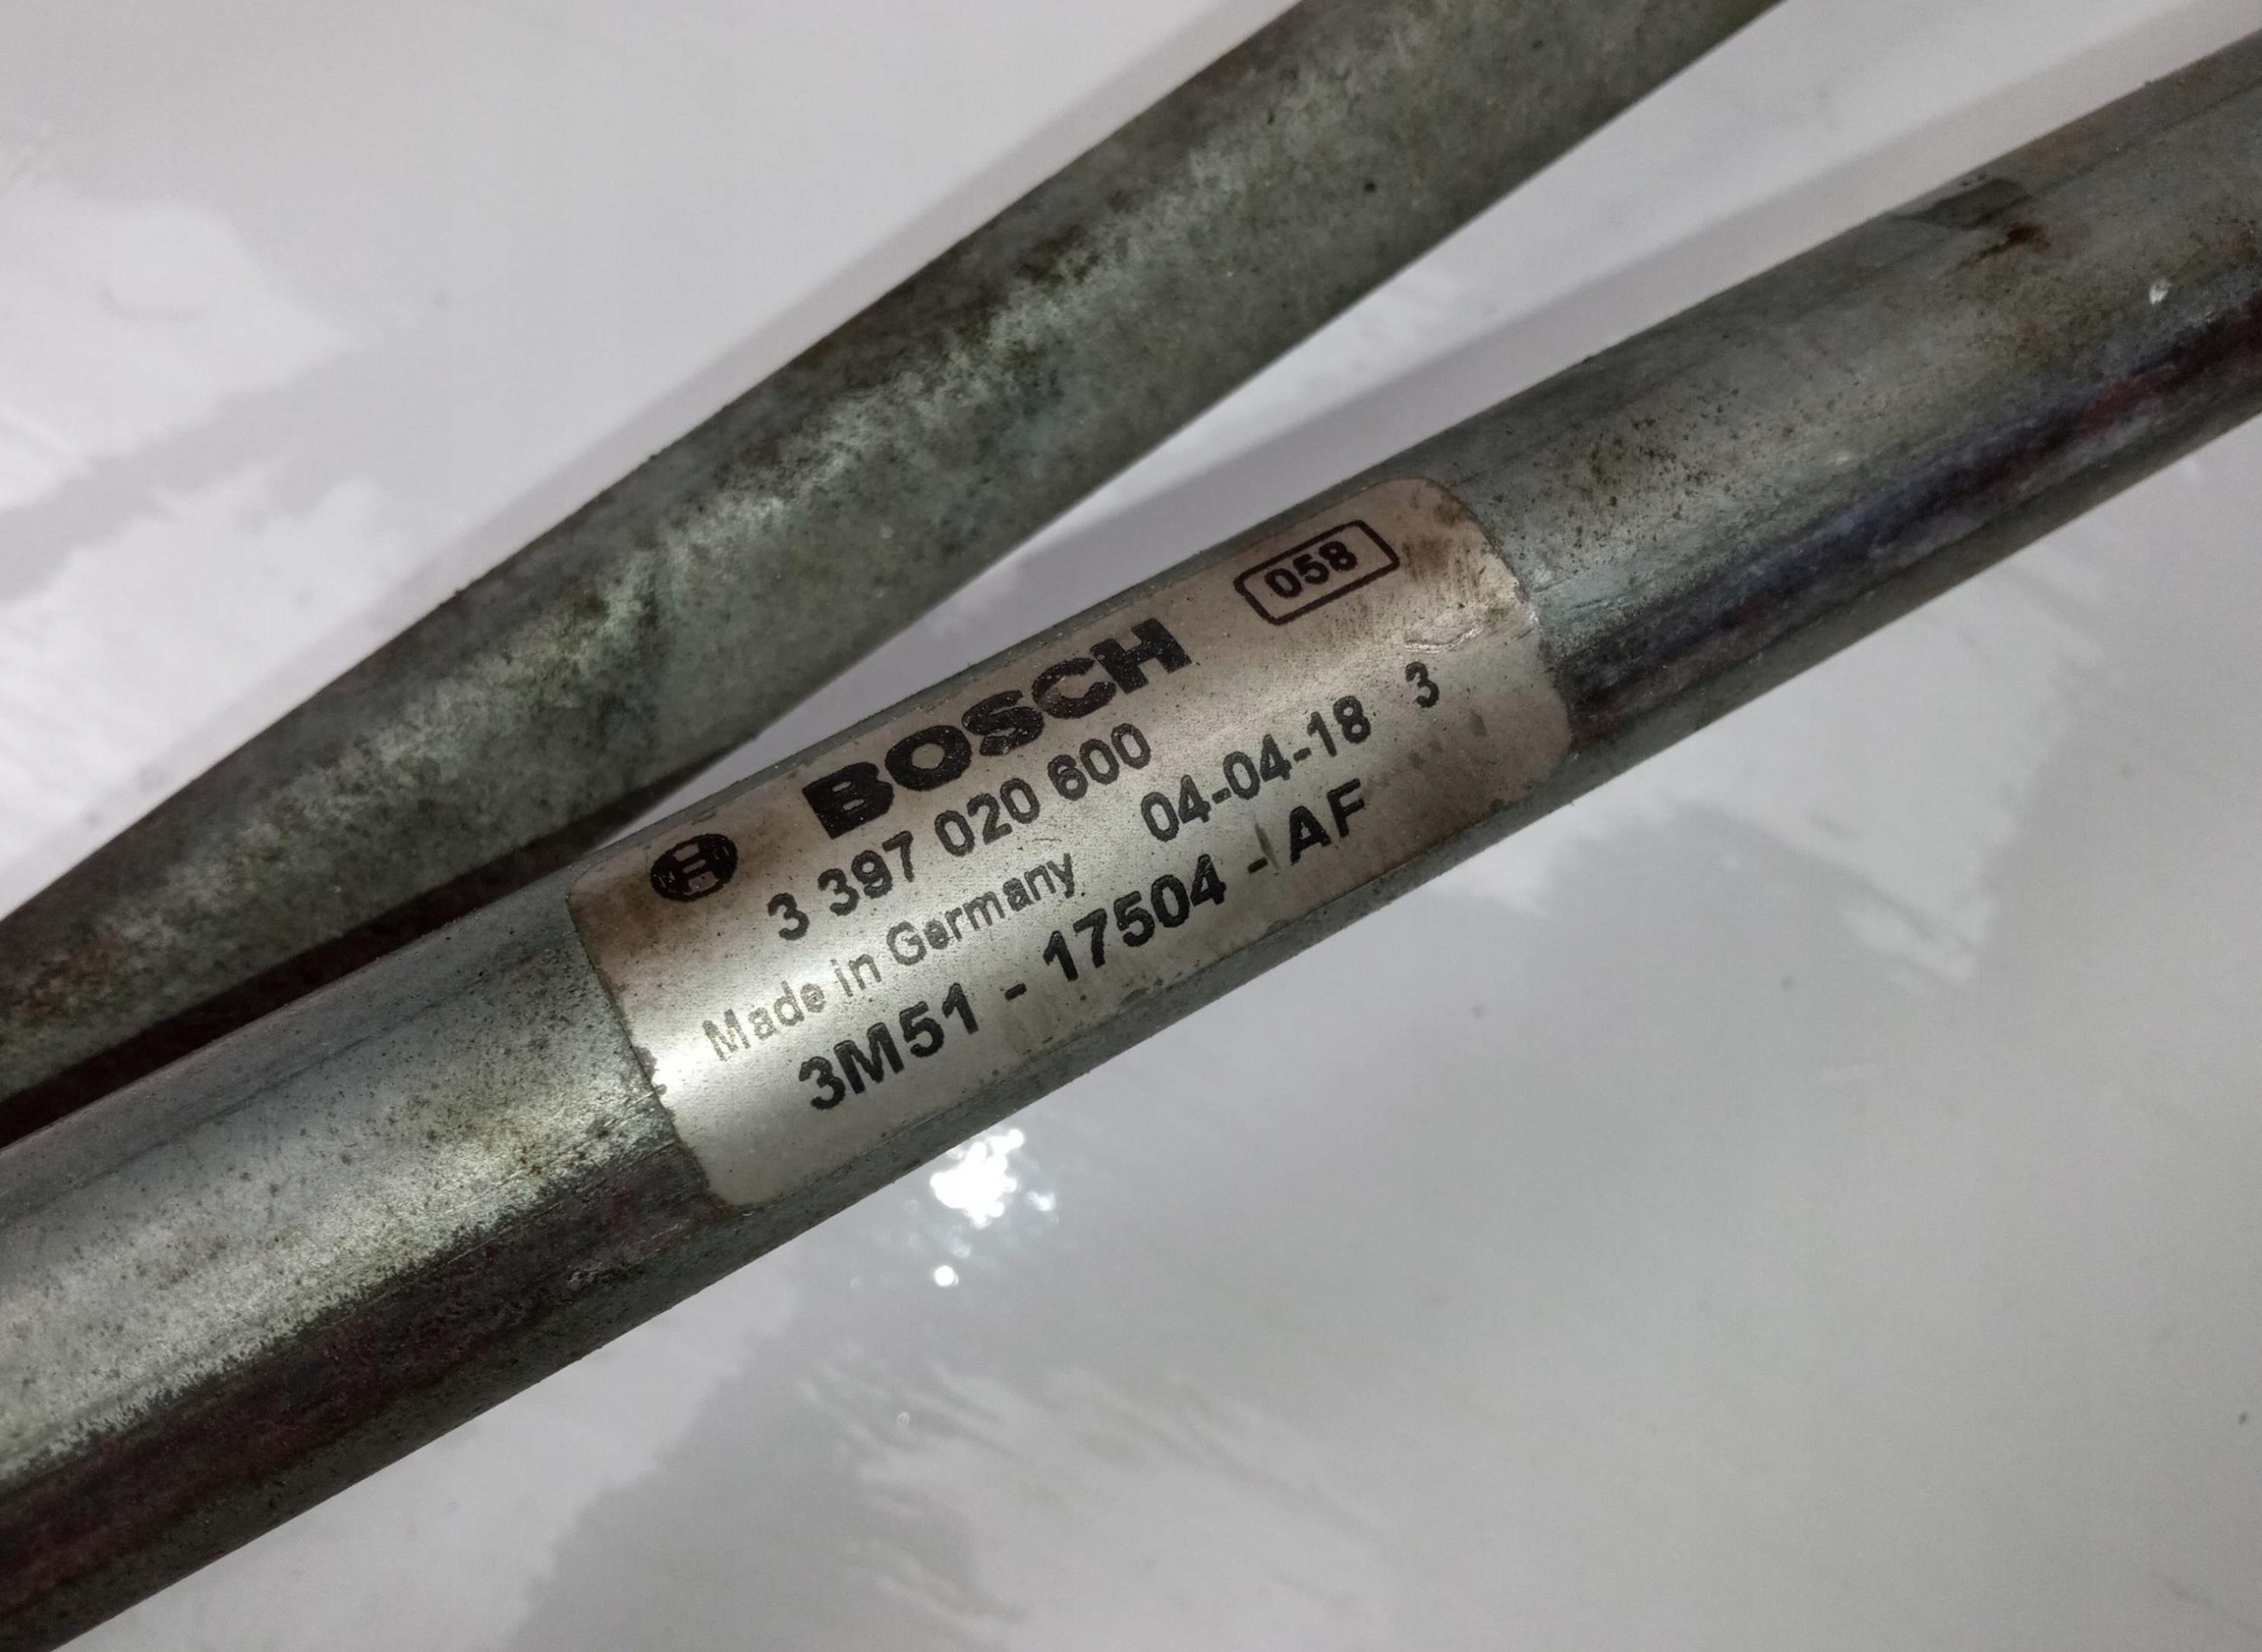 058
BOSCH
3 397 020 600
Made in Germany 04-04-18 3
3M51 - 17504 - AF